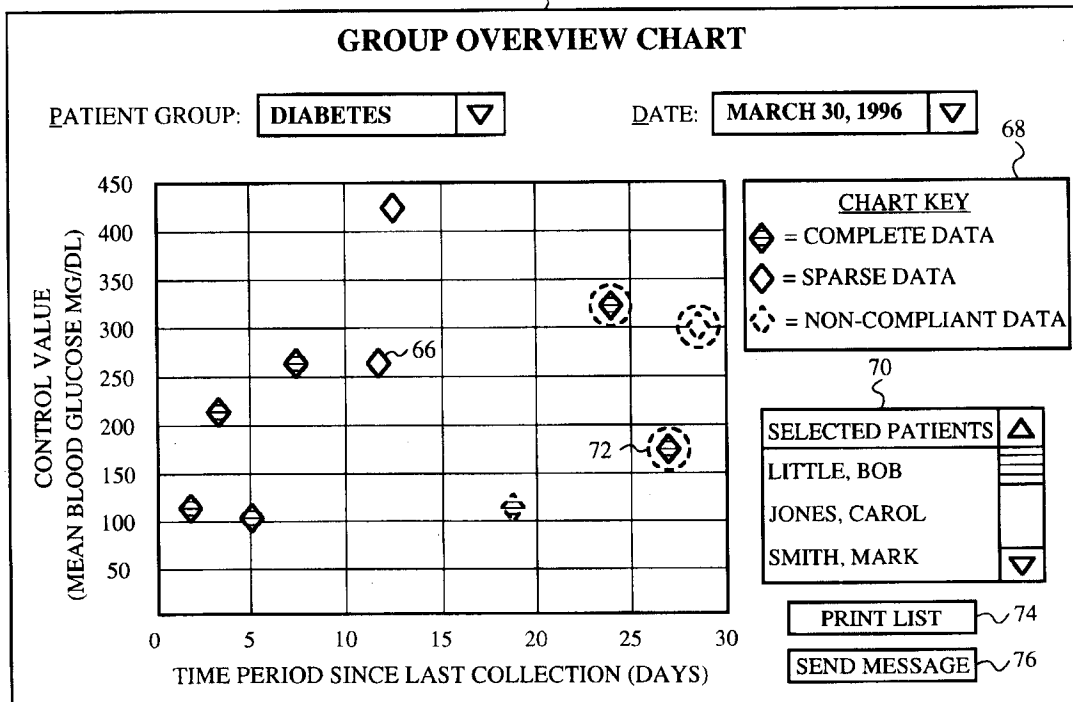 GROUP OVERVIEW CHART
PATIENT GROUP: DIABETES
DATE: MARCH 30, 1996
68
CHART KEY
= COMPLETE DATA
= SPARSE DATA
= NON-COMPLIANT DATA
CONTROL VALUE
(MEAN BLOOD GLUCOSE MG/DL)
450
400
350
300
250
200
150
100
50
66
72
0 5 10 15 20 25 30
TIME PERIOD SINCE LAST COLLECTION (DAYS)
70
SELECTED PATIENTS
LITTLE, BOB
JONES, CAROL
SMITH, MARK
PRINT LIST 74
SEND MESSAGE 76